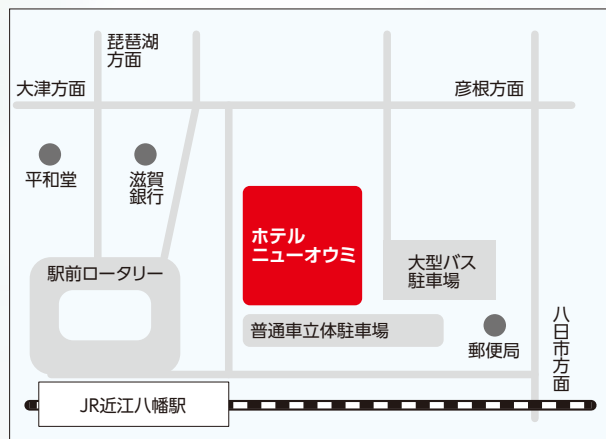 琵琶湖
方面
大津方面
彦根方面
平和堂
滋賀
銀行
ホテル
ニューオウミ
大型バス
駐車場
駅前ロータリー
普通車立体駐車場
郵便局
八日市方面
JR近江八幡駅